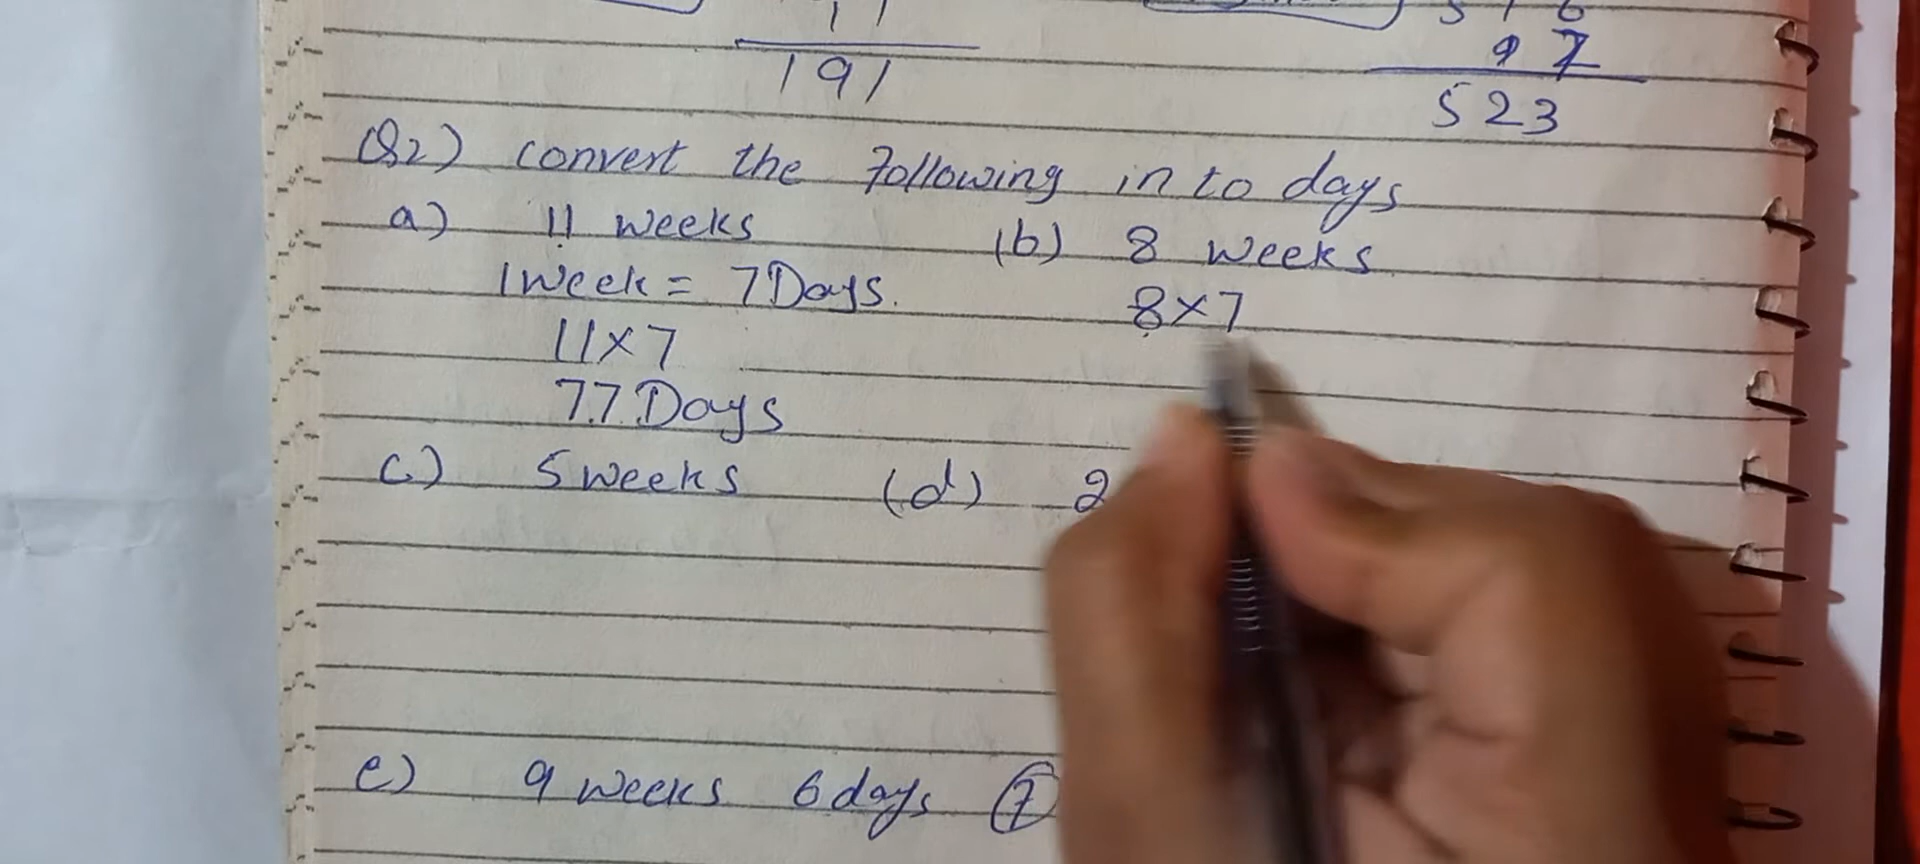 191
97
523
Q2) convert the following in to days
a) 11 weeks (b) 8 weeks
1 week = 7 Days. 8×7
11×7
77 Days
c) 5 weeks (d) 2
e) 9 weeks 6 days (f)